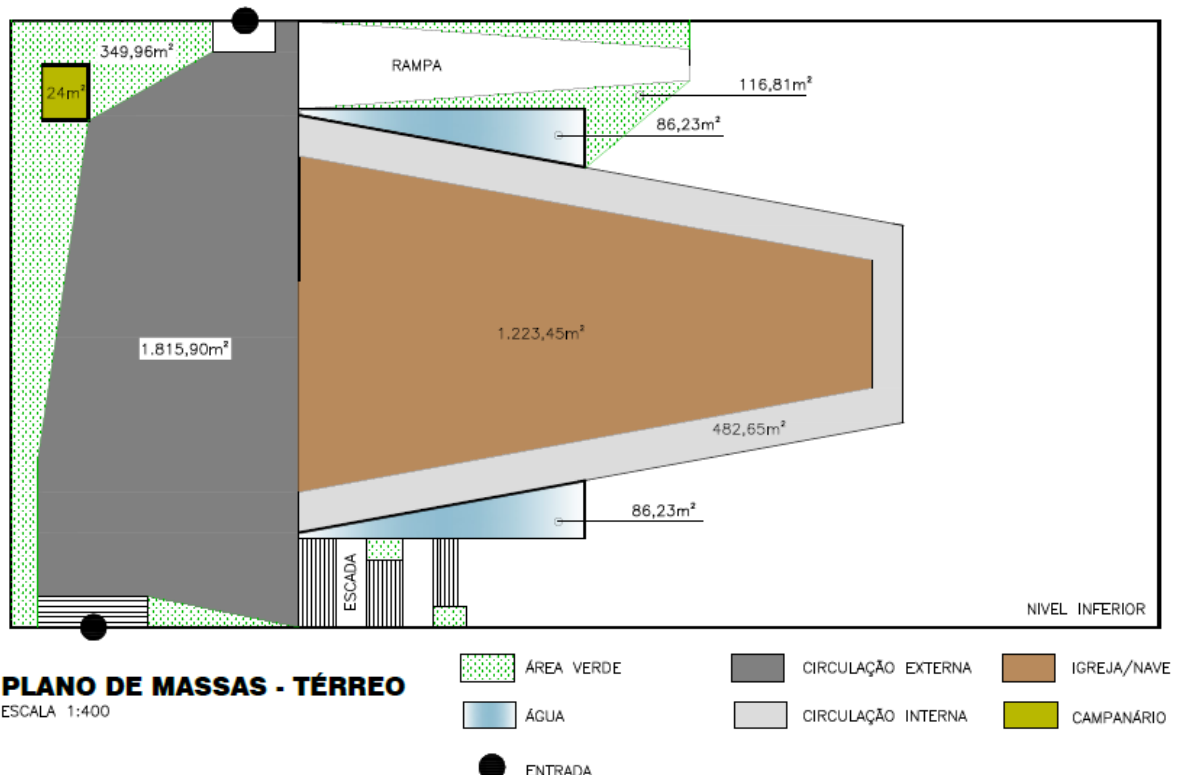 349,96m²
24m²
RAMPA
116,81m²
86,23m²
1.815,90m²
1.223,45m²
482,65m²
86,23m²
ESCADA
NIVEL INFERIOR
PLANO DE MASSAS - TÉRREO
ESCALA 1:400
ÁREA VERDE
CIRCULAÇÃO EXTERNA
IGREJA/NAVE
ÁGUA
CIRCULAÇÃO INTERNA
CAMPANÁRIO
ENTRADA